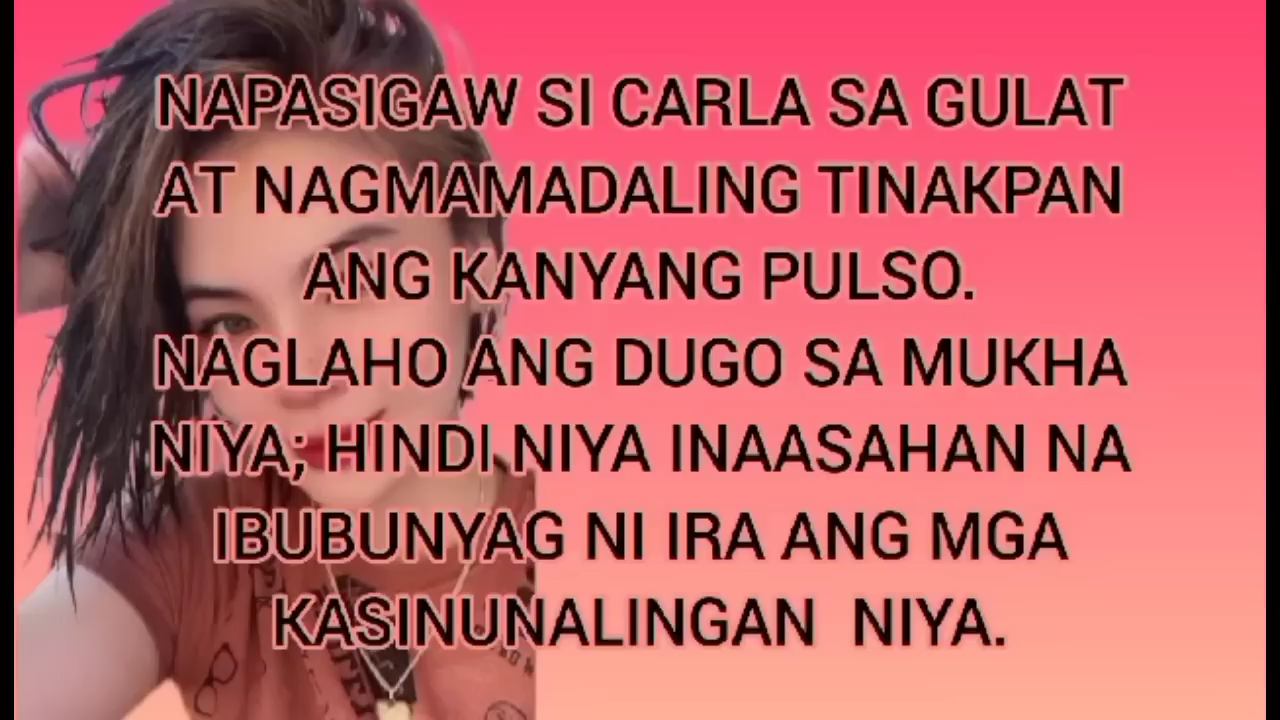 NAPASIGAW SI CARLA SA GULAT
AT NAGMAMADALING TINAKPAN
ANG KANYANG PULSO.
NAGLAHO ANG DUGO SA MUKHA
NIYA; HINDI NIYA INAASAHAN NA
IBUBUNYAG NI IRA ANG MGA
KASINUNALINGAN NIYA.